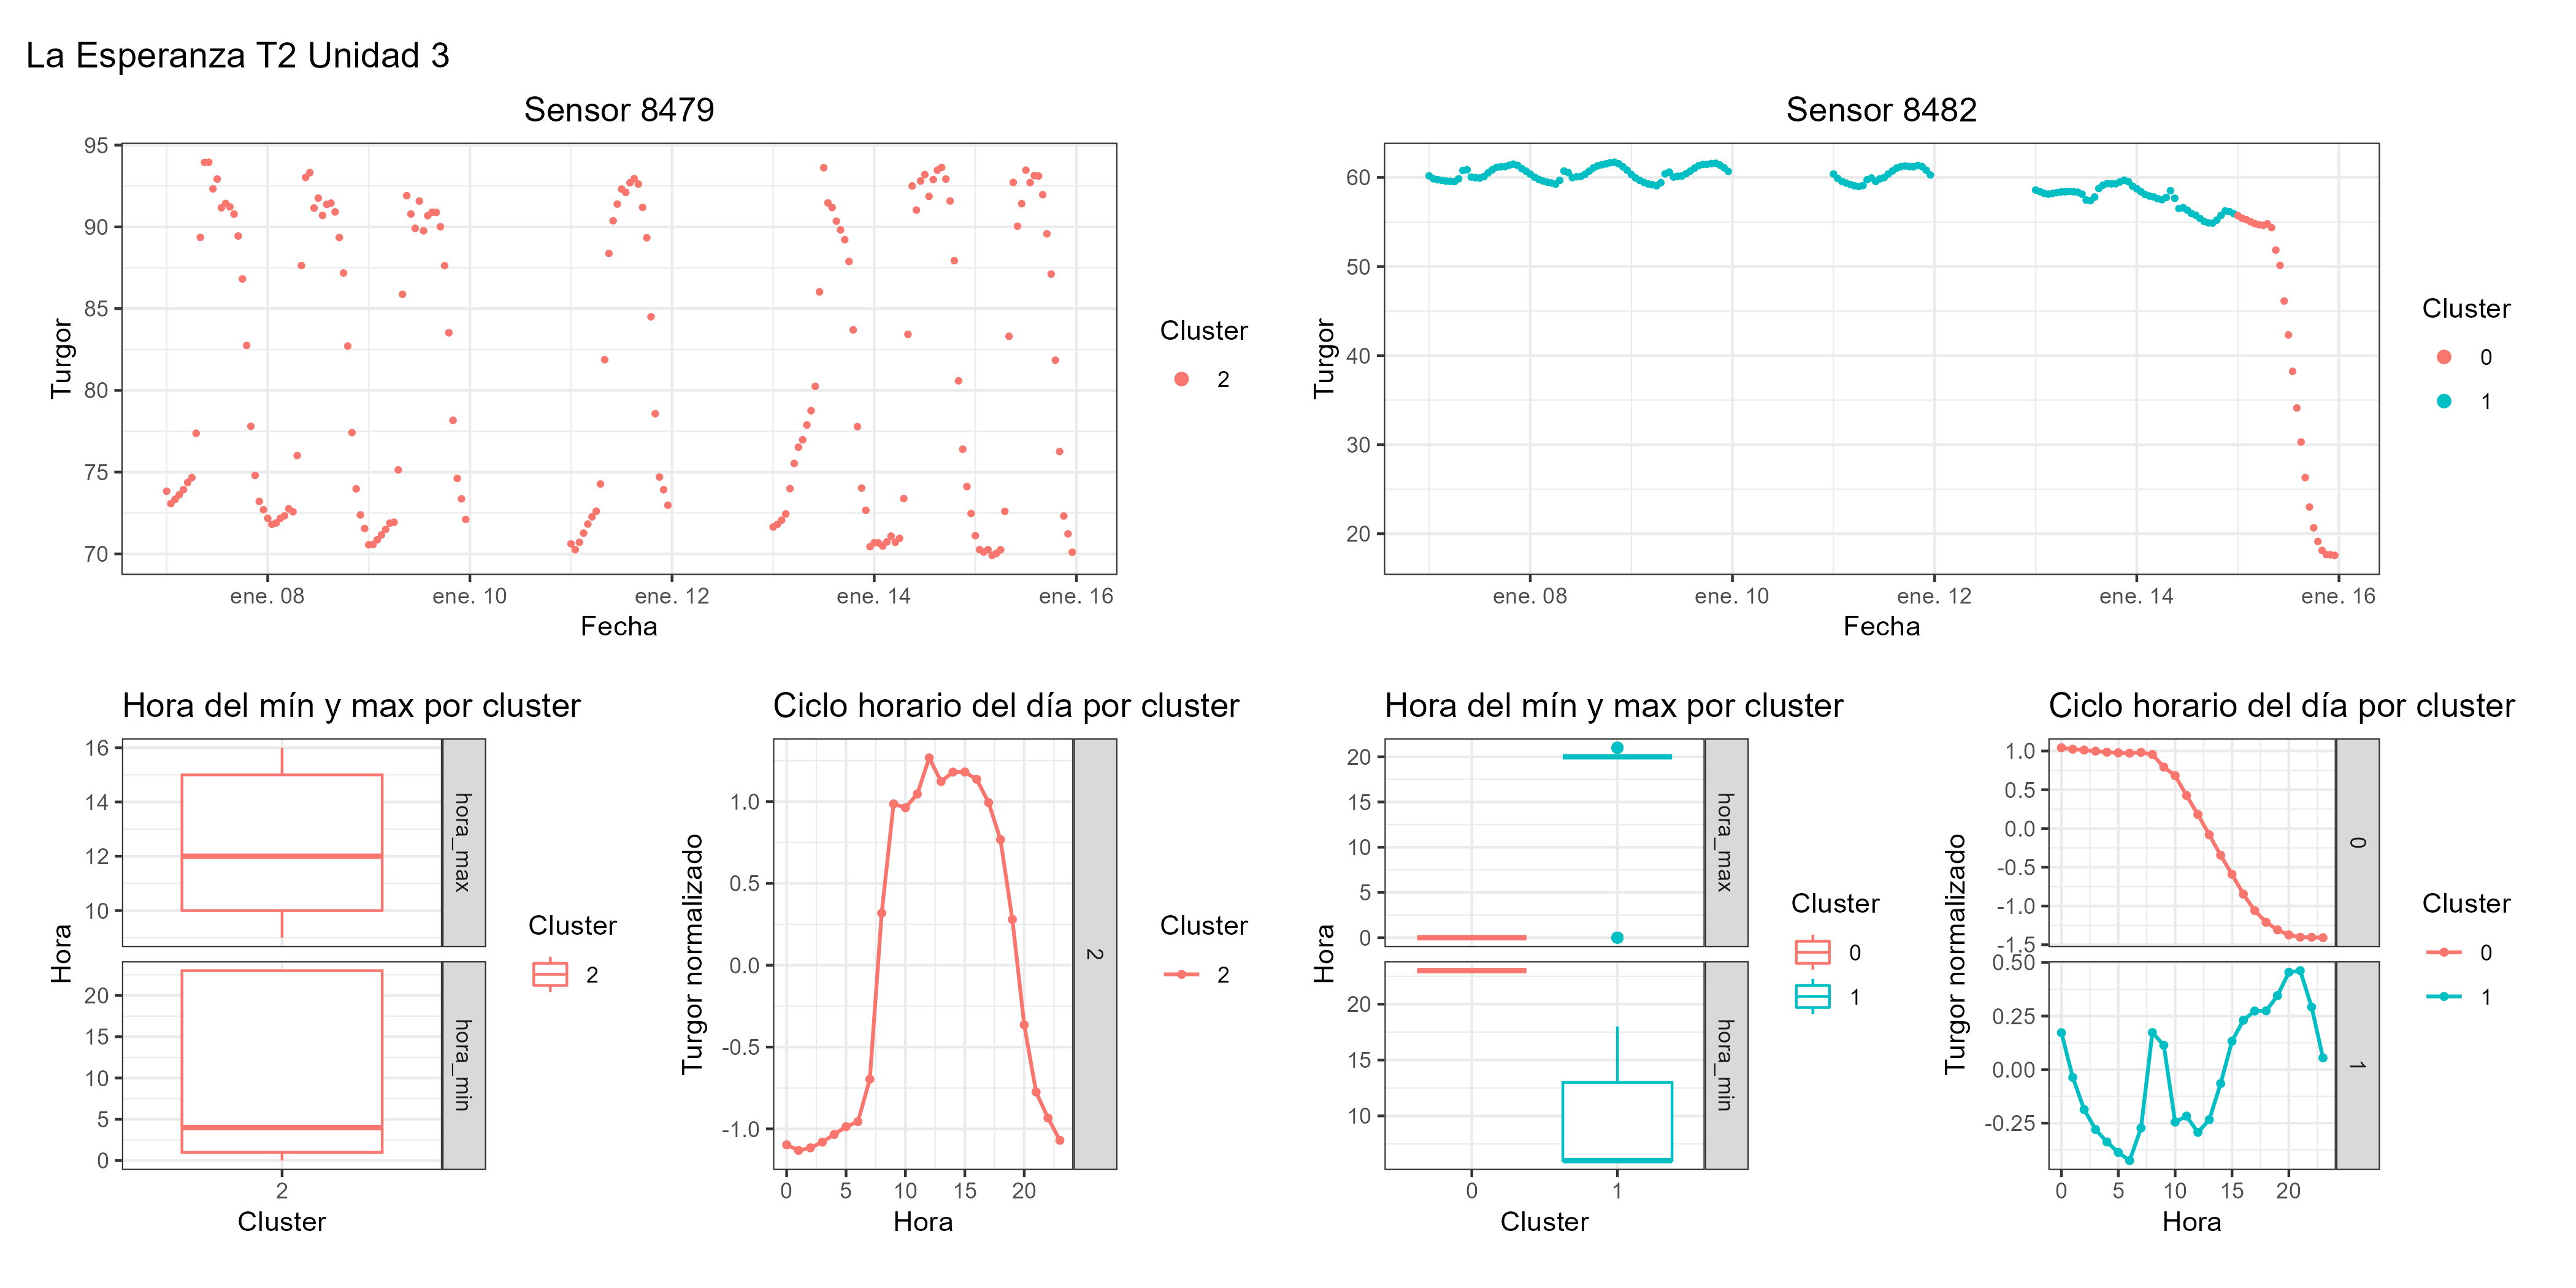 La Esperanza T2 Unidad 3
Sensor 8479
95
90
85
80
75
70
Turgor
ene. 08 ene. 10 ene. 12 ene. 14 ene. 16
Fecha
Cluster
2
Sensor 8482
60
50
40
30
20
Turgor
ene. 08 ene. 10 ene. 12 ene. 14 ene. 16
Fecha
Cluster
0
1
Hora del mín y max por cluster
16
14
12
10
hora_max
20
15
10
5
0
hora_min
Hora
2
Cluster
Cluster
2
Ciclo horario del día por cluster
1.0
0.5
0.0
-0.5
-1.0
Turgor normalizado
2
0 5 10 15 20
Hora
Cluster
2
Hora del mín y max por cluster
20
15
10
5
0
hora_max
20
15
10
hora_min
Hora
0 1
Cluster
Cluster
0
1
Ciclo horario del día por cluster
1.0
0.5
0.0
-0.5
-1.0
-1.5
0
0.50
0.25
0.00
-0.25
1
Turgor normalizado
0 5 10 15 20
Hora
Cluster
0
1